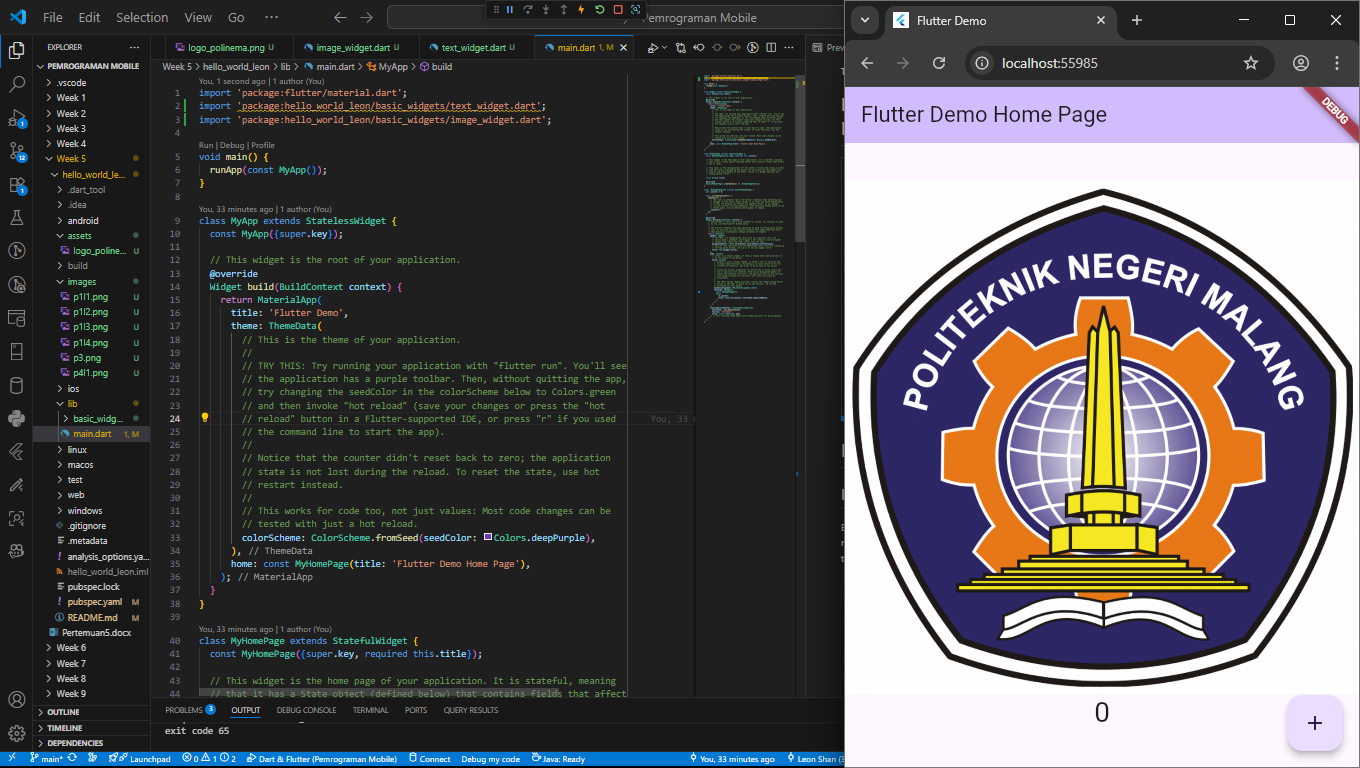 File Edit Selection View Go ··· Pemrograman Mobile
EXPLORER ···
PEMROGRAMAN MOBILE
.vscode
Week 1
Week 2
Week 3
Week 4
Week 5
hello_world_le...
.dart_tool
.idea
android
assets
logo_poline... U
build
images
p1l1.png U
p1l2.png U
p1l3.png U
p1l4.png U
p3.png U
p4l1.png U
ios
lib
basic_widg...
main.dart 1, M
linux
macos
test
web
windows
.gitignore
.metadata
analysis_options.ya...
hello_world_leon.iml
pubspec.lock
pubspec.yaml M
README.md M
Pertemuan5.docx
Week 6
Week 7
Week 8
Week 9
OUTLINE
TIMELINE
DEPENDENCIES
logo_polinema.png U image_widget.dart U text_widget.dart U main.dart 1, M
Week 5 > hello_world_leon > lib > main.dart > MyApp > build
You, 1 second ago | 1 author (You)
1 import 'package:flutter/material.dart';
2 import 'package:hello_world_leon/basic_widgets/text_widget.dart';
3 import 'package:hello_world_leon/basic_widgets/image_widget.dart';
4
Run | Debug | Profile
5 void main() {
6 runApp(const MyApp());
7 }
8
You, 33 minutes ago | 1 author (You)
9 class MyApp extends StatelessWidget {
10 const MyApp({super.key});
11
12 // This widget is the root of your application.
13 @override
14 Widget build(BuildContext context) {
15 return MaterialApp(
16 title: 'Flutter Demo',
17 theme: ThemeData(
18 // This is the theme of your application.
19 //
20 // TRY THIS: Try running your application with "flutter run". You'll see
21 // the application has a purple toolbar. Then, without quitting the app,
22 // try changing the seedColor in the colorScheme below to Colors.green
23 // and then invoke "hot reload" (save your changes or press the "hot
24 // reload" button in a Flutter-supported IDE, or press "r" if you used You, 33
25 // the command line to start the app).
26 //
27 // Notice that the counter didn't reset back to zero; the application
28 // state is not lost during the reload. To reset the state, use hot
29 // restart instead.
30 //
31 // This works for code too, not just values: Most code changes can be
32 // tested with just a hot reload.
33 colorScheme: ColorScheme.fromSeed(seedColor: Colors.deepPurple),
34 ), // ThemeData
35 home: const MyHomePage(title: 'Flutter Demo Home Page'),
36 ); // MaterialApp
37 }
38 }
39
You, 33 minutes ago | 1 author (You)
40 class MyHomePage extends StatefulWidget {
41 const MyHomePage({super.key, required this.title});
42
43 // This widget is the home page of your application. It is stateful, meaning
44 // that it has a State object (defined below) that contains fields that affect
PROBLEMS 3 OUTPUT DEBUG CONSOLE TERMINAL PORTS QUERY RESULTS
exit code 65
main* Launchpad 0 1 2 Dart & Flutter (Pemrograman Mobile) Connect Debug my code Java: Ready You, 33 minutes ago Leon Shan (3
Prev
Flutter Demo
localhost:55985
Flutter Demo Home Page
DEBUG
POLITEKNIK NEGERI MALANG
0
+